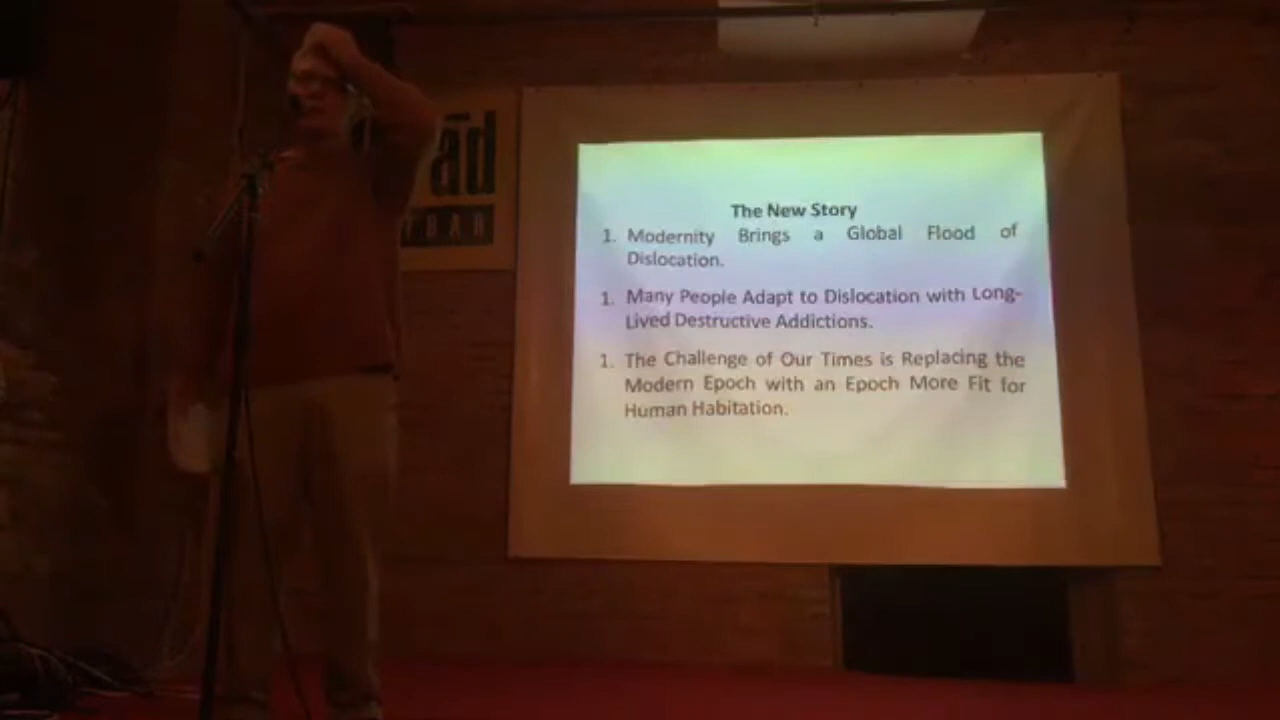 ād
The New Story
1. Modernity Brings a Global Flood of
Dislocation.
1. Many People Adapt to Dislocation with Long-
Lived Destructive Addictions.
1. The Challenge of Our Times is Replacing the
Modern Epoch with an Epoch More Fit for
Human Habitation.